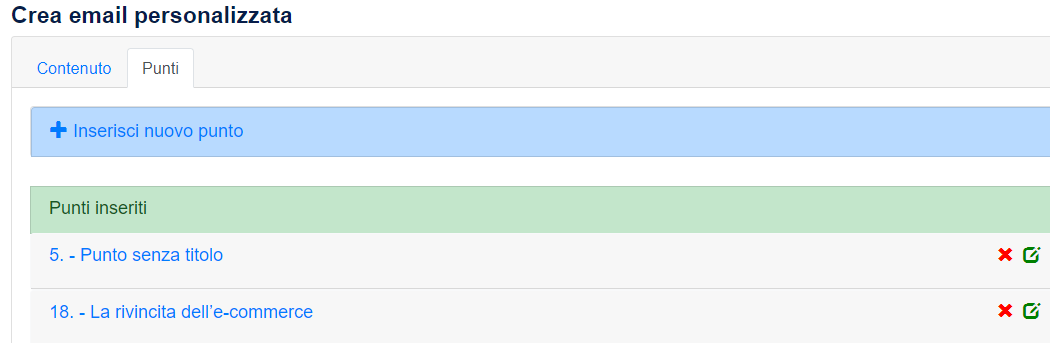 Crea email personalizzata
Contenuto Punti
Inserisci nuovo punto
Punti inseriti
5. - Punto senza titolo
18. - La rivincita dell’e-commerce